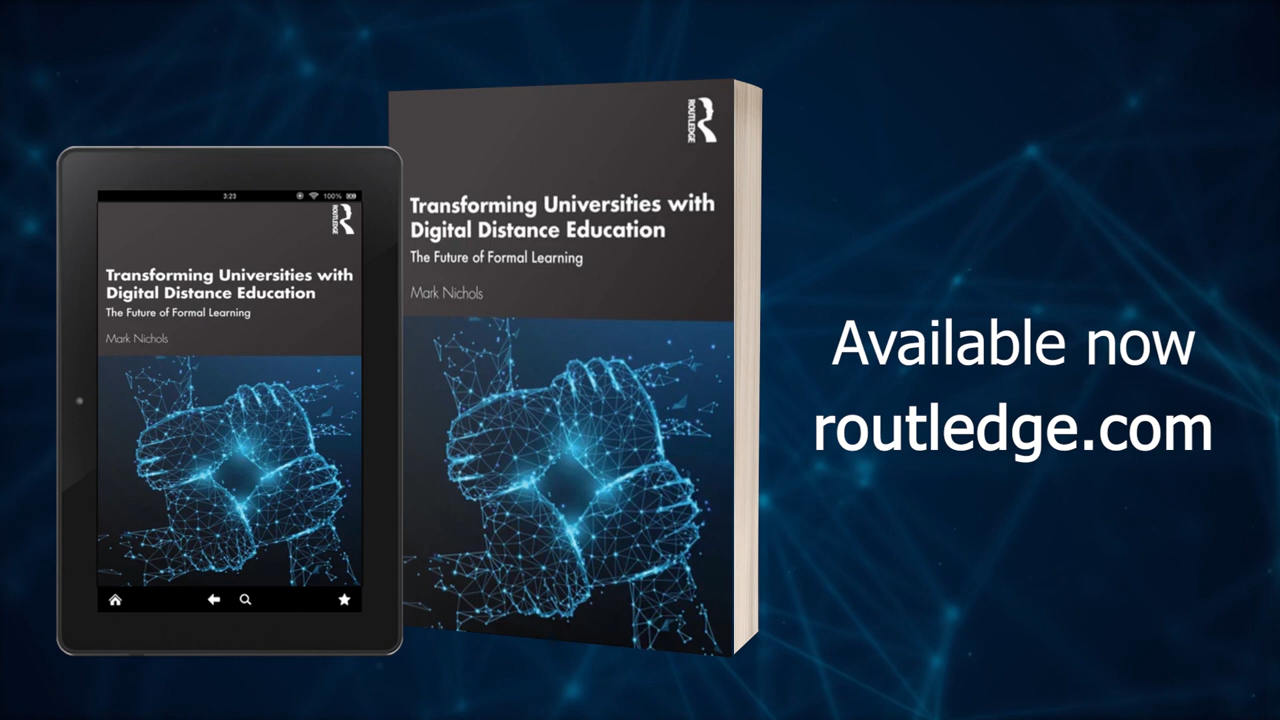 3:23
100%
ROUTLEDGE
Transforming Universities with
Digital Distance Education
The Future of Formal Learning
Mark Nichols
ROUTLEDGE
Transforming Universities with
Digital Distance Education
The Future of Formal Learning
Mark Nichols
Available now
routledge.com